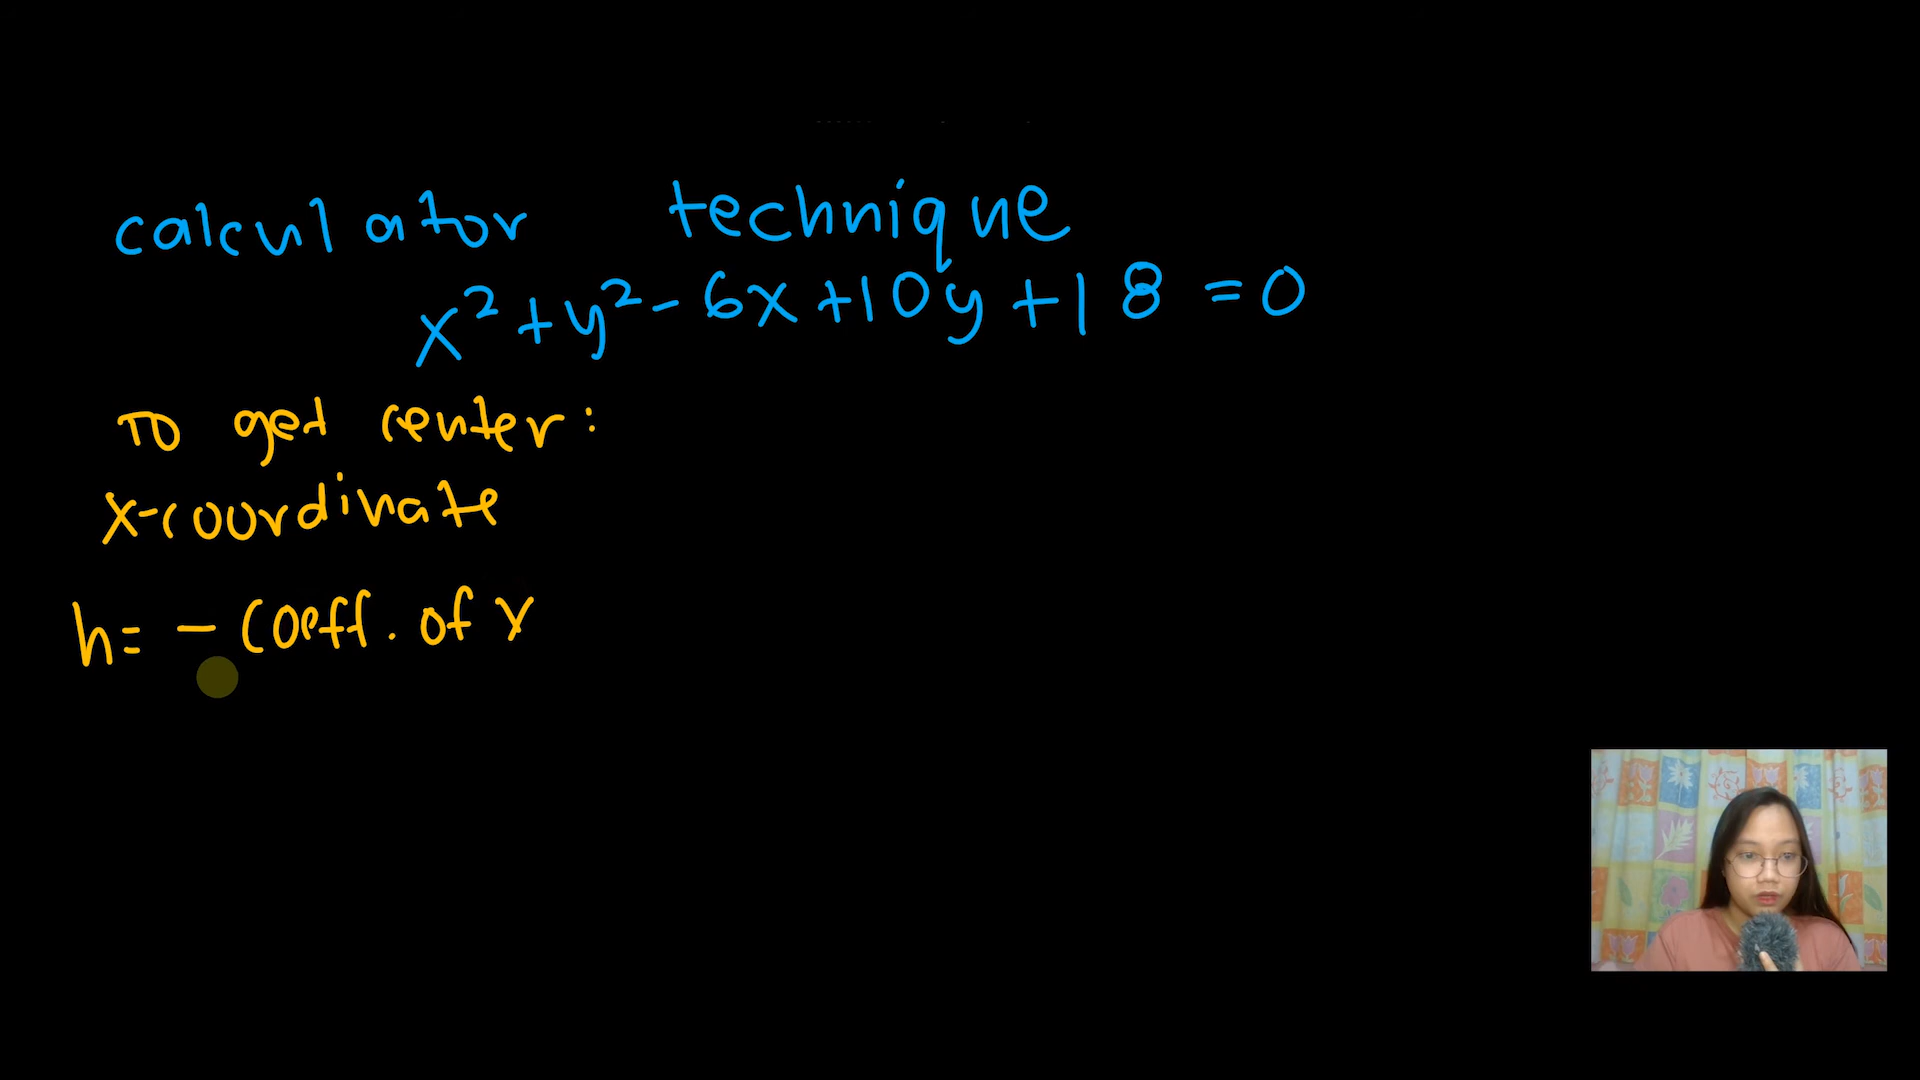 calculator technique
x²+y²-6x+10y+18=0
To get center:
x-coordinate
h= - coeff. of x